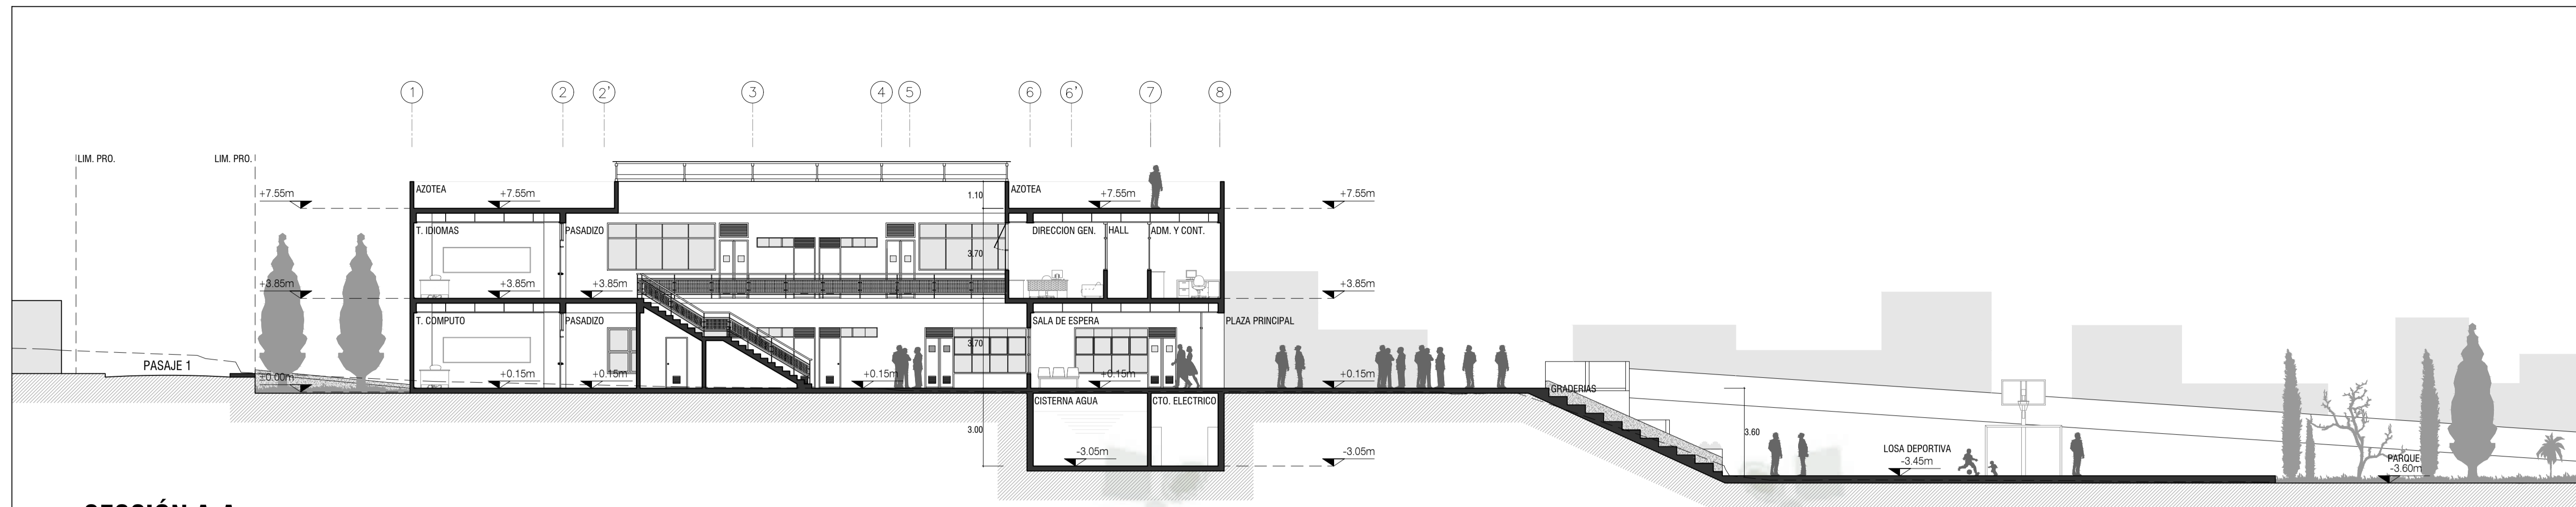 1 2 2' 3 4 5 6 6' 7 8
LIM. PRO. LIM. PRO.
AZOTEA AZOTEA
+7.55m +7.55m +7.55m +7.55m
1.10
T. IDIOMAS PASADIZO DIRECCION GEN. HALL ADM. Y CONT.
3.70
+3.85m +3.85m +3.85m +3.85m
T. COMPUTO PASADIZO SALA DE ESPERA PLAZA PRINCIPAL
3.70
PASAJE 1
+0.00m +0.15m +0.15m +0.15m +0.15m +0.15m
GRADERIAS
CISTERNA AGUA CTO. ELECTRICO
3.00 3.60
-3.05m -3.05m
LOSA DEPORTIVA
-3.45m
PARQUE
-3.60m
SECCIÓN A-A